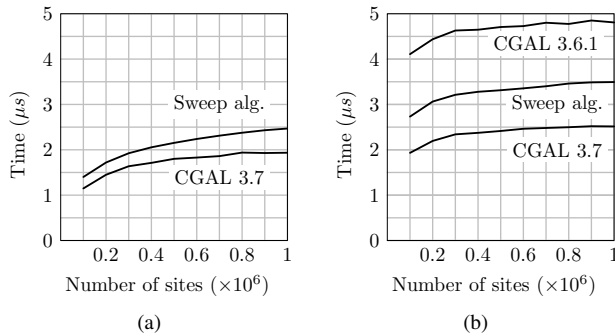 5
4
3
2
1
0
Time (μs)
Sweep alg.
CGAL 3.7
0.2 0.4 0.6 0.8 1
Number of sites (×10⁶)
(a)
5
4
3
2
1
0
Time (μs)
CGAL 3.6.1
Sweep alg.
CGAL 3.7
0.2 0.4 0.6 0.8 1
Number of sites (×10⁶)
(b)